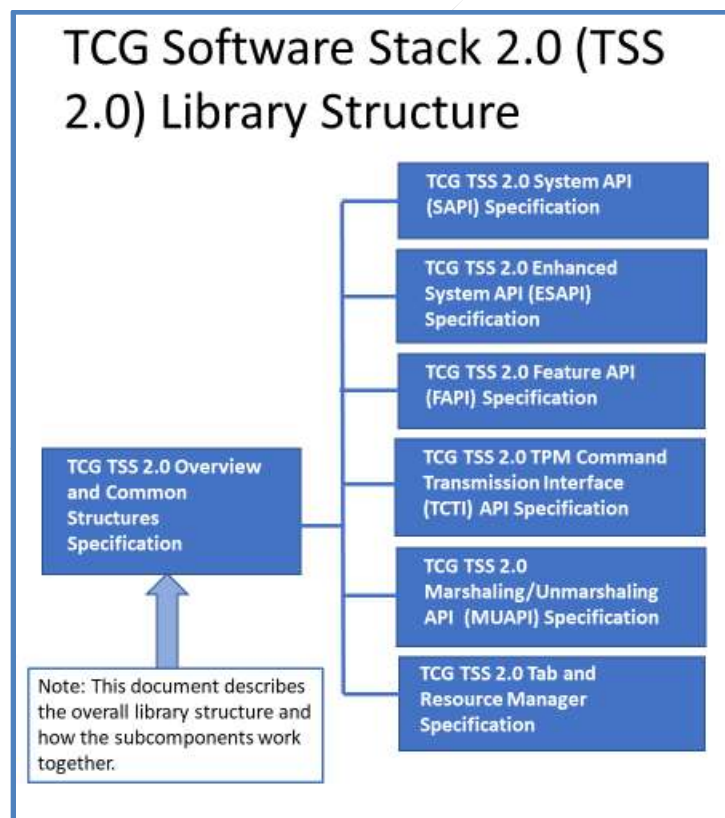 TCG Software Stack 2.0 (TSS
2.0) Library Structure
TCG TSS 2.0 System API
(SAPI) Specification
TCG TSS 2.0 Enhanced
System API (ESAPI)
Specification
TCG TSS 2.0 Feature API
(FAPI) Specification
TCG TSS 2.0 Overview
and Common
Structures
Specification
TCG TSS 2.0 TPM Command
Transmission Interface
(TCTI) API Specification
TCG TSS 2.0
Marshaling/Unmarshaling
API (MUAPI) Specification
TCG TSS 2.0 Tab and
Resource Manager
Specification
Note: This document describes
the overall library structure and
how the subcomponents work
together.